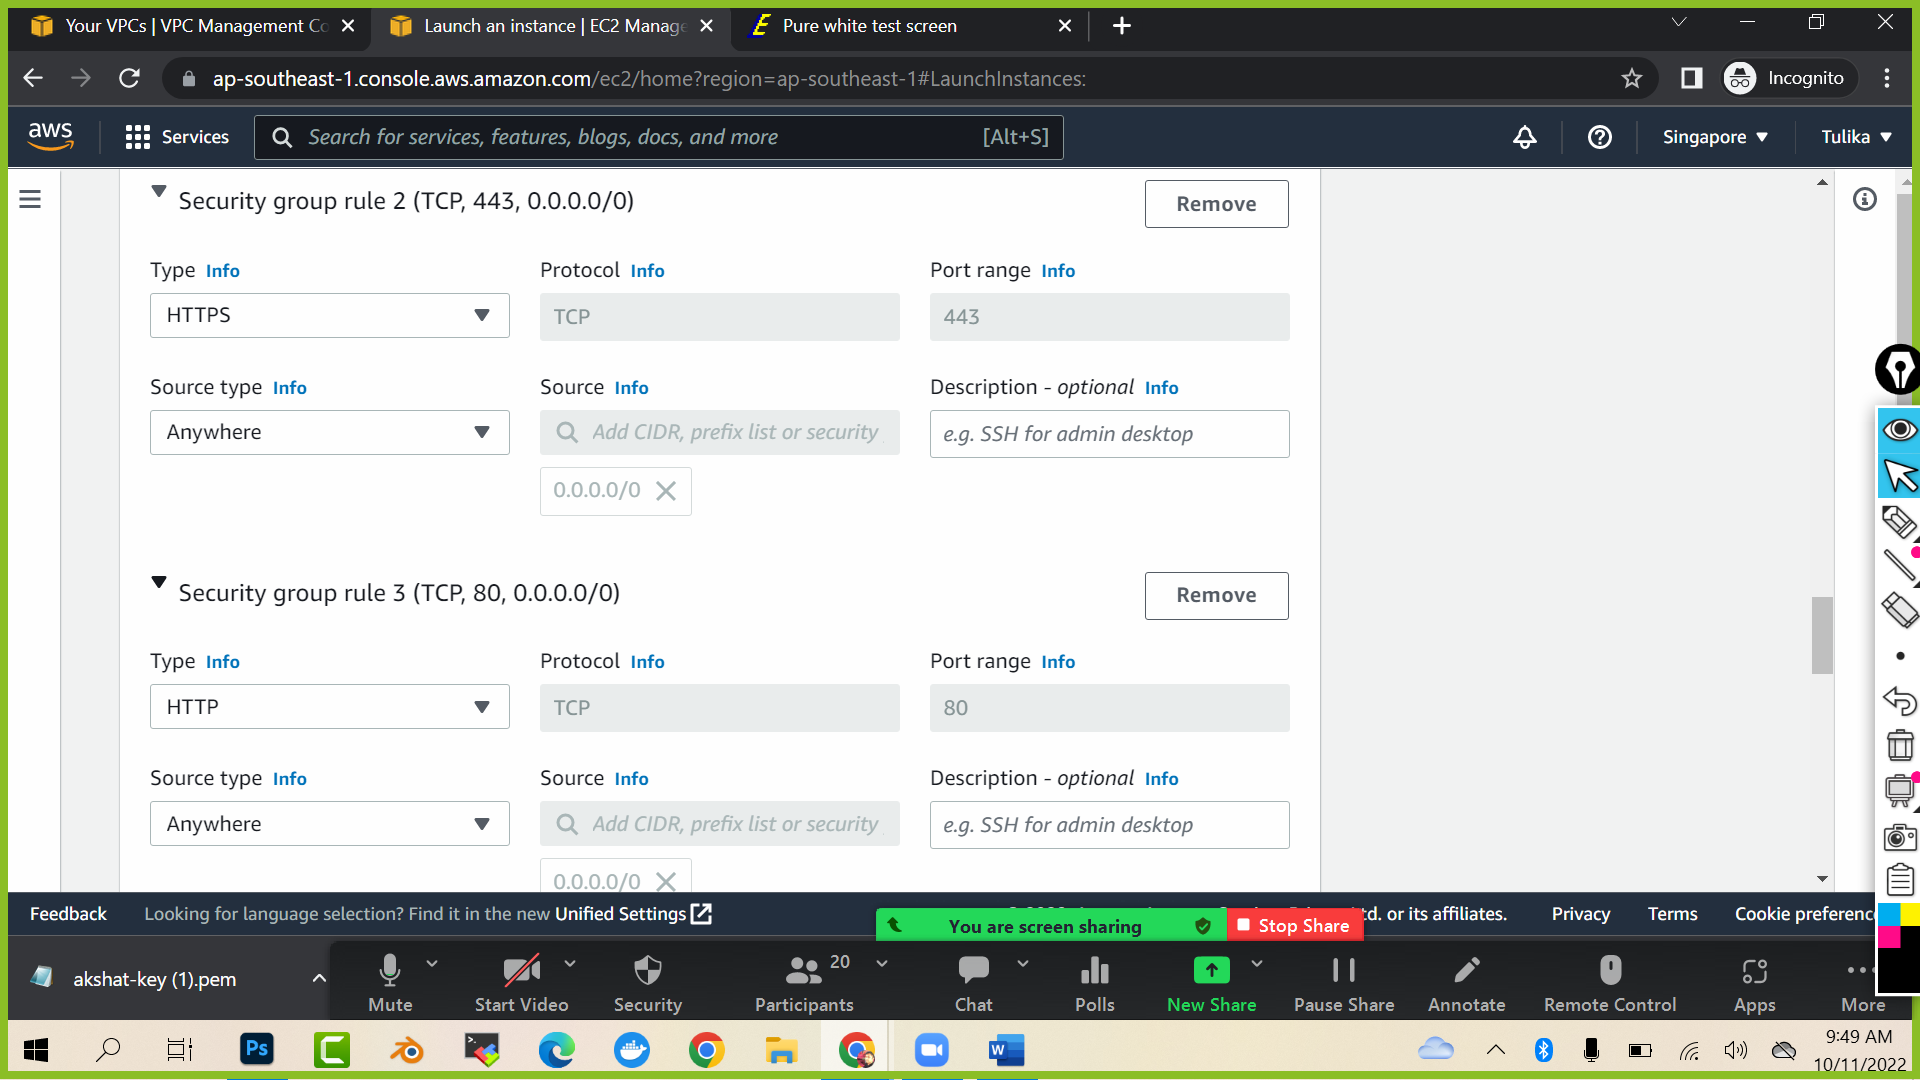 Your VPCs | VPC Management Co
Launch an instance | EC2 Manage
Pure white test screen
ap-southeast-1.console.aws.amazon.com/ec2/home?region=ap-southeast-1#LaunchInstances:
Incognito
aws
Services
Search for services, features, blogs, docs, and more
[Alt+S]
Singapore
Tulika
Security group rule 2 (TCP, 443, 0.0.0.0/0)
Remove
Type Info
Protocol Info
Port range Info
HTTPS
TCP
443
Source type Info
Source Info
Description - optional Info
Anywhere
Add CIDR, prefix list or security
e.g. SSH for admin desktop
0.0.0.0/0
Security group rule 3 (TCP, 80, 0.0.0.0/0)
Remove
Type Info
Protocol Info
Port range Info
HTTP
TCP
80
Source type Info
Source Info
Description - optional Info
Anywhere
Add CIDR, prefix list or security
e.g. SSH for admin desktop
0.0.0.0/0
Feedback
Looking for language selection? Find it in the new Unified Settings
td. or its affiliates.
Privacy
Terms
Cookie preference
You are screen sharing
Stop Share
akshat-key (1).pem
20
Mute
Start Video
Security
Participants
Chat
Polls
New Share
Pause Share
Annotate
Remote Control
Apps
More
Ps
W
9:49 AM
10/11/2022